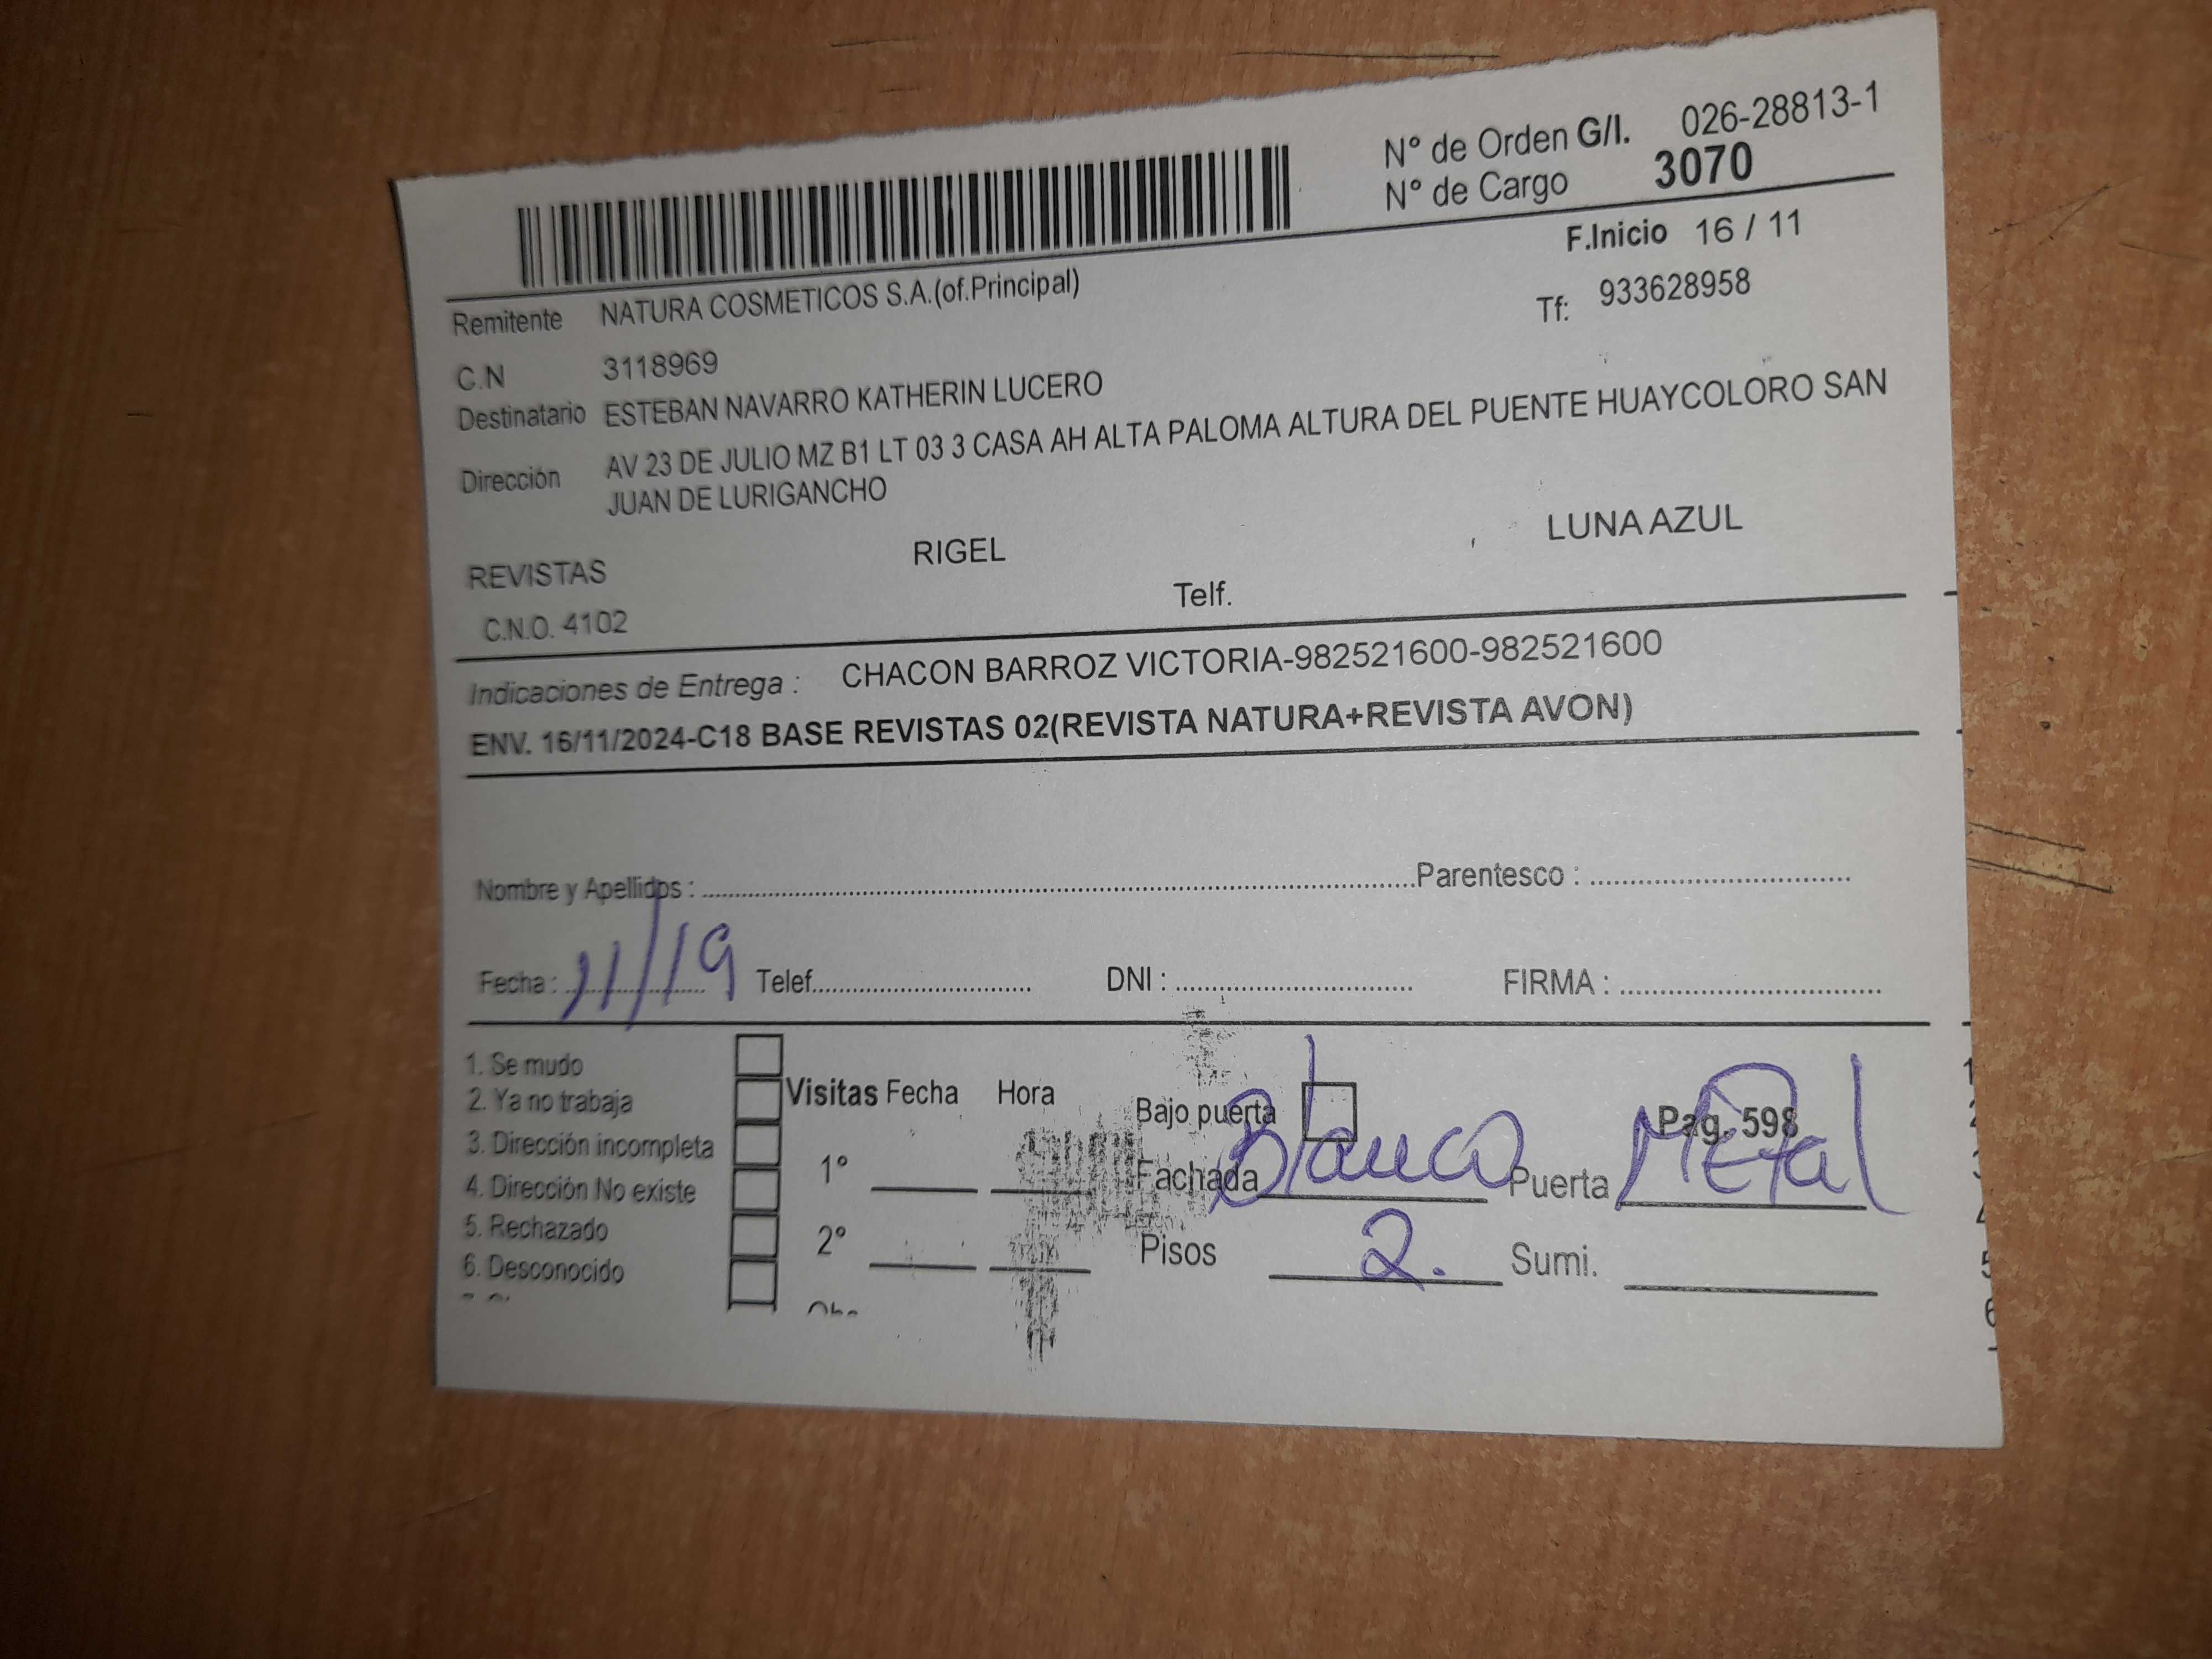 N° de Orden G/I. 026-28813-1
N° de Cargo 3070
F.Inicio 16 / 11
Remitente NATURA COSMETICOS S.A.(of.Principal)
Tf: 933628958
C.N 3118969
Destinatario ESTEBAN NAVARRO KATHERIN LUCERO
Dirección AV 23 DE JULIO MZ B1 LT 03 3 CASA AH ALTA PALOMA ALTURA DEL PUENTE HUAYCOLORO SAN
JUAN DE LURIGANCHO
REVISTAS RIGEL LUNA AZUL
C.N.O. 4102 Telf.
Indicaciones de Entrega : CHACON BARROZ VICTORIA-982521600-982521600
ENV. 16/11/2024-C18 BASE REVISTAS 02(REVISTA NATURA+REVISTA AVON)
Nombre y Apellidos : Parentesco :
Fecha : 11/19 Telef. DNI : FIRMA :
1. Se mudo
2. Ya no trabaja
3. Dirección incompleta
4. Dirección No existe
5. Rechazado
6. Desconocido
Visitas Fecha Hora
1°
2°
Bajo puerta Pag. 598
Fachada Blanco Puerta Metal
Pisos 2. Sumi.